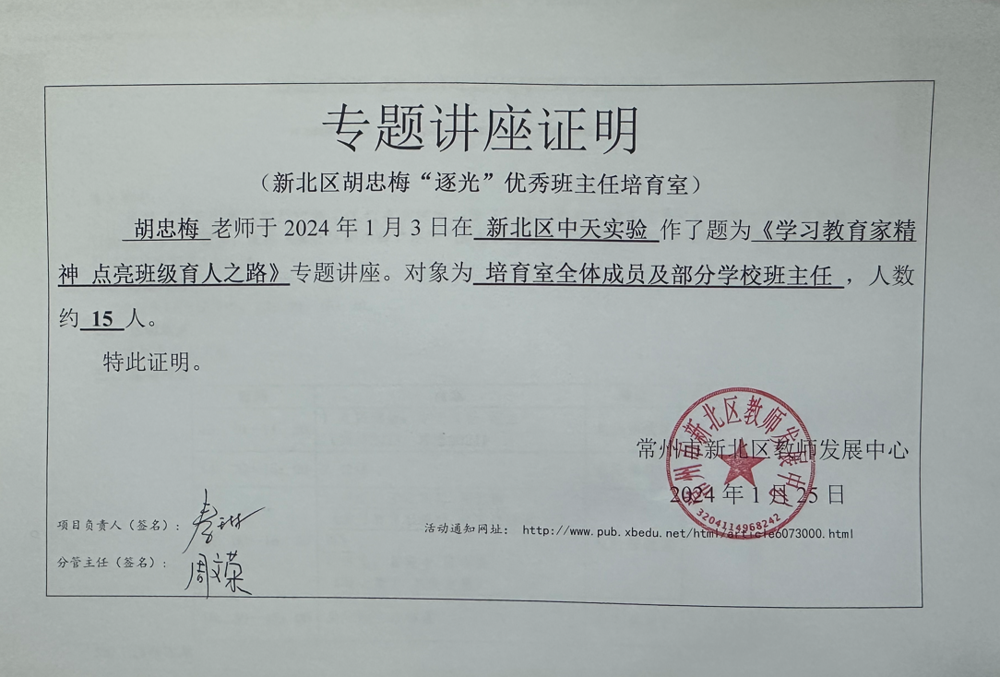 专题讲座证明
（新北区胡忠梅“逐光”优秀班主任培育室）
胡忠梅 老师于 2024 年 1 月 3 日在 新北区中天实验 作了题为《学习教育家精
神 点亮班级育人之路》专题讲座。对象为 培育室全体成员及部分学校班主任 ，人数
约 15 人。
特此证明。
常州市新北区教师发展中心
2024 年 1 月 25 日
常州市新北区教师发展中心
3204114968242
项目负责人（签名）：秦琳
活动通知网址： http://www.pub.xbedu.net/html/article6073000.html
分管主任（签名）：周文荣